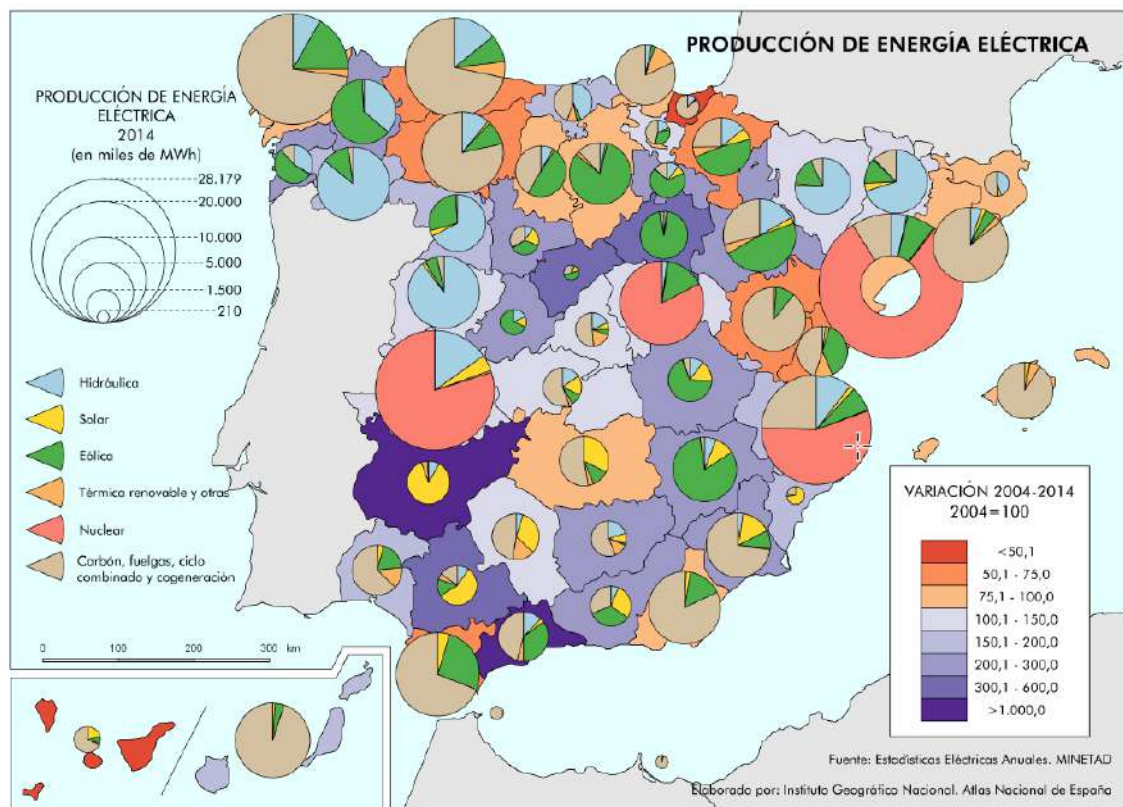 PRODUCCIÓN DE ENERGÍA ELÉCTRICA
PRODUCCIÓN DE ENERGÍA
ELÉCTRICA
2014
(en miles de MWh)
28.179
20.000
10.000
5.000
1.500
210
Hidráulica
Solar
Eólica
Térmica renovable y otras
Nuclear
Carbón, fuelgas, ciclo
combinado y cogeneración
0 100 200 300 km
VARIACIÓN 2004-2014
2004=100
<50,1
50,1 - 75,0
75,1 - 100,0
100,1 - 150,0
150,1 - 200,0
200,1 - 300,0
300,1 - 600,0
>1.000,0
Fuente: Estadísticas Eléctricas Anuales. MINETAD
Elaborado por: Instituto Geográfico Nacional. Atlas Nacional de España